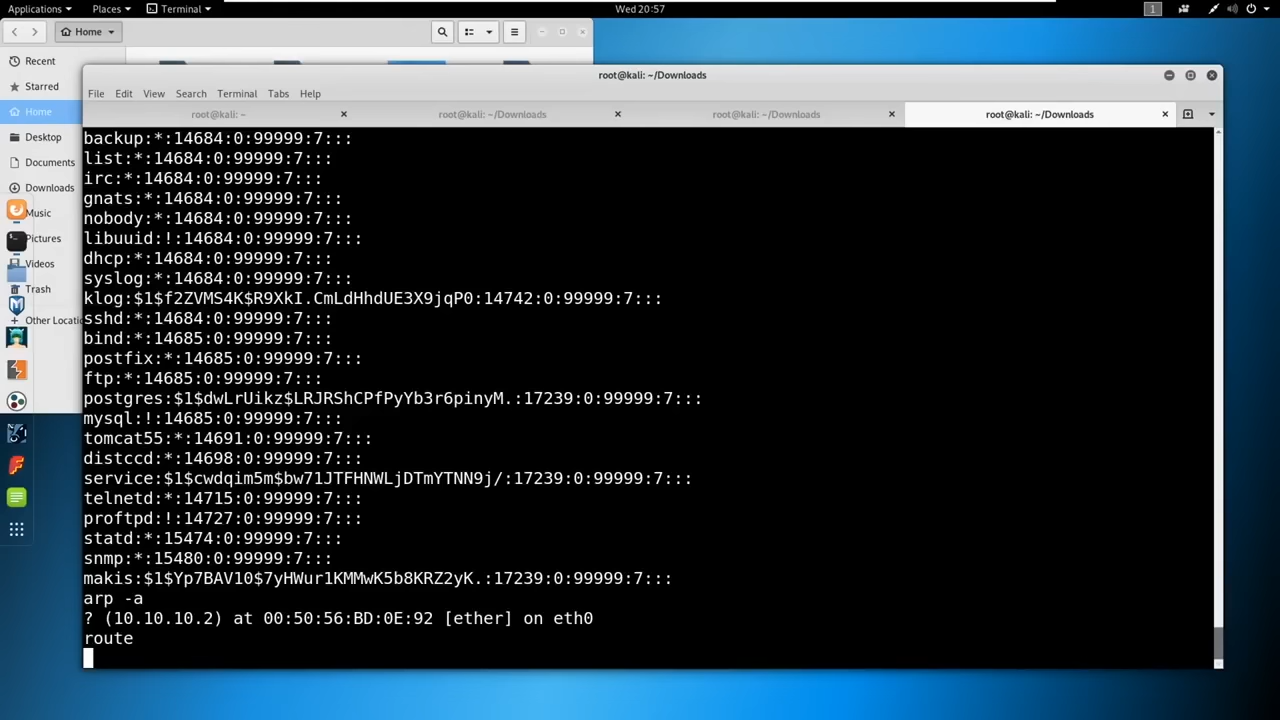 Applications
Places
Terminal
Wed 20:57
1
Home
Recent
Starred
Home
Desktop
Documents
Downloads
Music
Pictures
Videos
Trash
Other Locatio
root@kali: ~/Downloads
File Edit View Search Terminal Tabs Help
root@kali: ~
root@kali: ~/Downloads
root@kali: ~/Downloads
root@kali: ~/Downloads
backup:*:14684:0:99999:7:::
list:*:14684:0:99999:7:::
irc:*:14684:0:99999:7:::
gnats:*:14684:0:99999:7:::
nobody:*:14684:0:99999:7:::
libuuid:!:14684:0:99999:7:::
dhcp:*:14684:0:99999:7:::
syslog:*:14684:0:99999:7:::
klog:$1$f2ZVMS4K$R9XkI.CmLdHhdUE3X9jqP0:14742:0:99999:7:::
sshd:*:14684:0:99999:7:::
bind:*:14685:0:99999:7:::
postfix:*:14685:0:99999:7:::
ftp:*:14685:0:99999:7:::
postgres:$1$dwLrUikz$LRJRShCPfPyYb3r6pinyM.:17239:0:99999:7:::
mysql:!:14685:0:99999:7:::
tomcat55:*:14691:0:99999:7:::
distccd:*:14698:0:99999:7:::
service:$1$cwdqim5m$bw71JTFHNWLjDTmYTNN9j/:17239:0:99999:7:::
telnetd:*:14715:0:99999:7:::
proftpd:!:14727:0:99999:7:::
statd:*:15474:0:99999:7:::
snmp:*:15480:0:99999:7:::
makis:$1$Yp7BAV10$7yHWur1KMMwK5b8KRZ2yK.:17239:0:99999:7:::
arp -a
? (10.10.10.2) at 00:50:56:BD:0E:92 [ether] on eth0
route